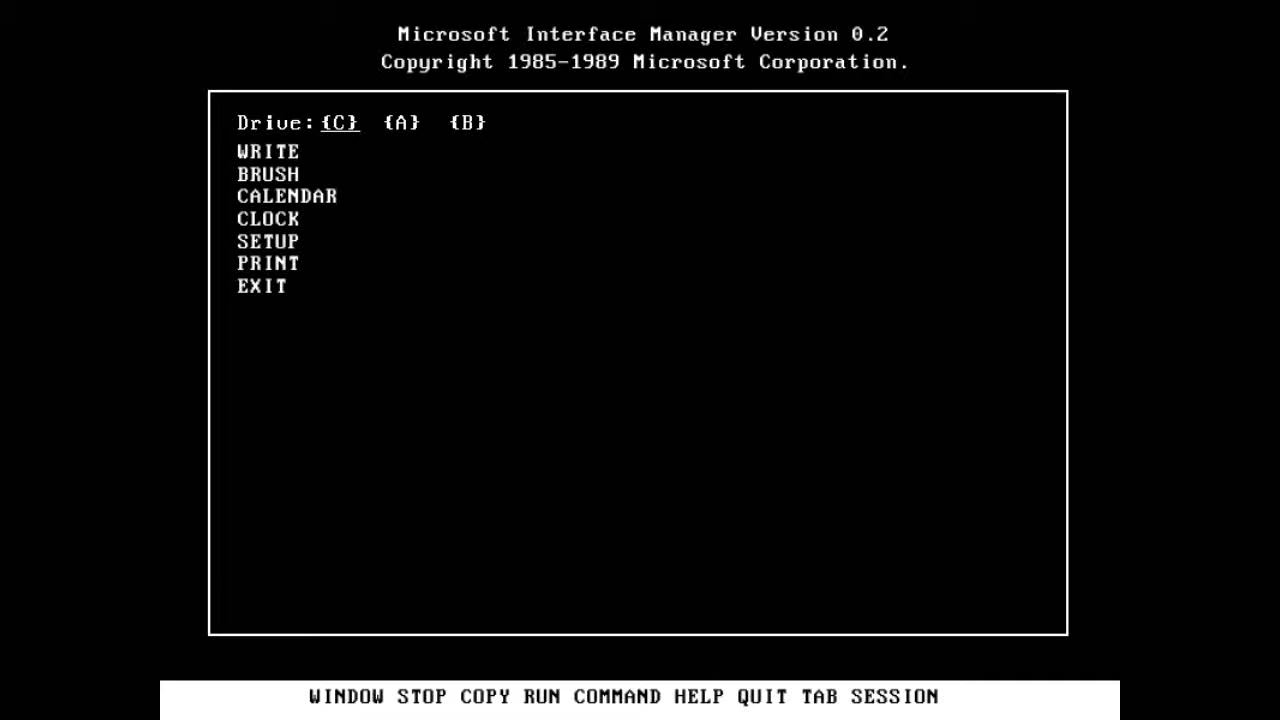 Microsoft Interface Manager Version 0.2
Copyright 1985-1989 Microsoft Corporation.
Drive:{C} {A} {B}
WRITE
BRUSH
CALENDAR
CLOCK
SETUP
PRINT
EXIT
WINDOW STOP COPY RUN COMMAND HELP QUIT TAB SESSION